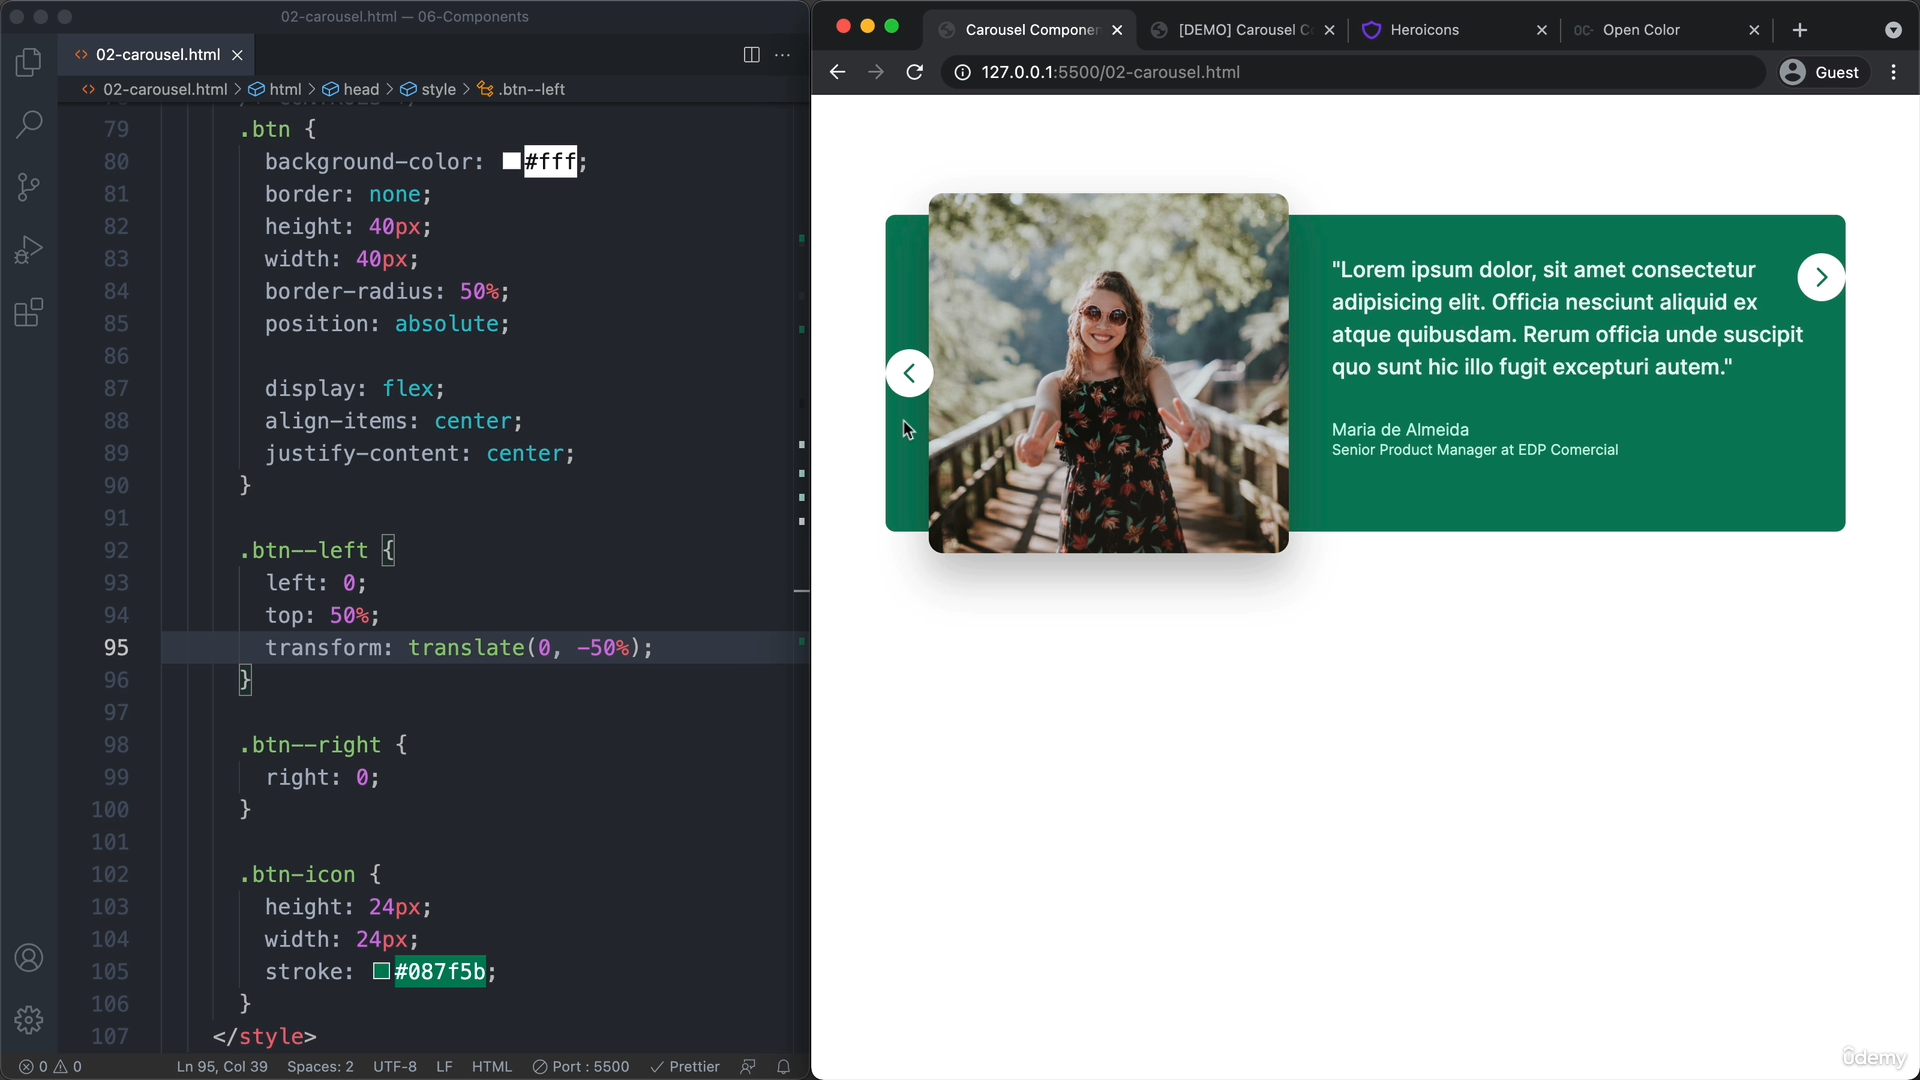 02-carousel.html — 06-Components
02-carousel.html
02-carousel.html > html > head > style > .btn--left
79 .btn {
80 background-color: #fff;
81 border: none;
82 height: 40px;
83 width: 40px;
84 border-radius: 50%;
85 position: absolute;
86
87 display: flex;
88 align-items: center;
89 justify-content: center;
90 }
91
92 .btn--left {
93 left: 0;
94 top: 50%;
95 transform: translate(0, -50%);
96 }
97
98 .btn--right {
99 right: 0;
100 }
101
102 .btn-icon {
103 height: 24px;
104 width: 24px;
105 stroke: #087f5b;
106 }
107 </style>
0 0 Ln 95, Col 39 Spaces: 2 UTF-8 LF HTML Port : 5500 Prettier
Carousel Componen [DEMO] Carousel C Heroicons OC Open Color
127.0.0.1:5500/02-carousel.html Guest
"Lorem ipsum dolor, sit amet consectetur
adipisicing elit. Officia nesciunt aliquid ex
atque quibusdam. Rerum officia unde suscipit
quo sunt hic illo fugit excepturi autem."
Maria de Almeida
Senior Product Manager at EDP Comercial
ûdemy